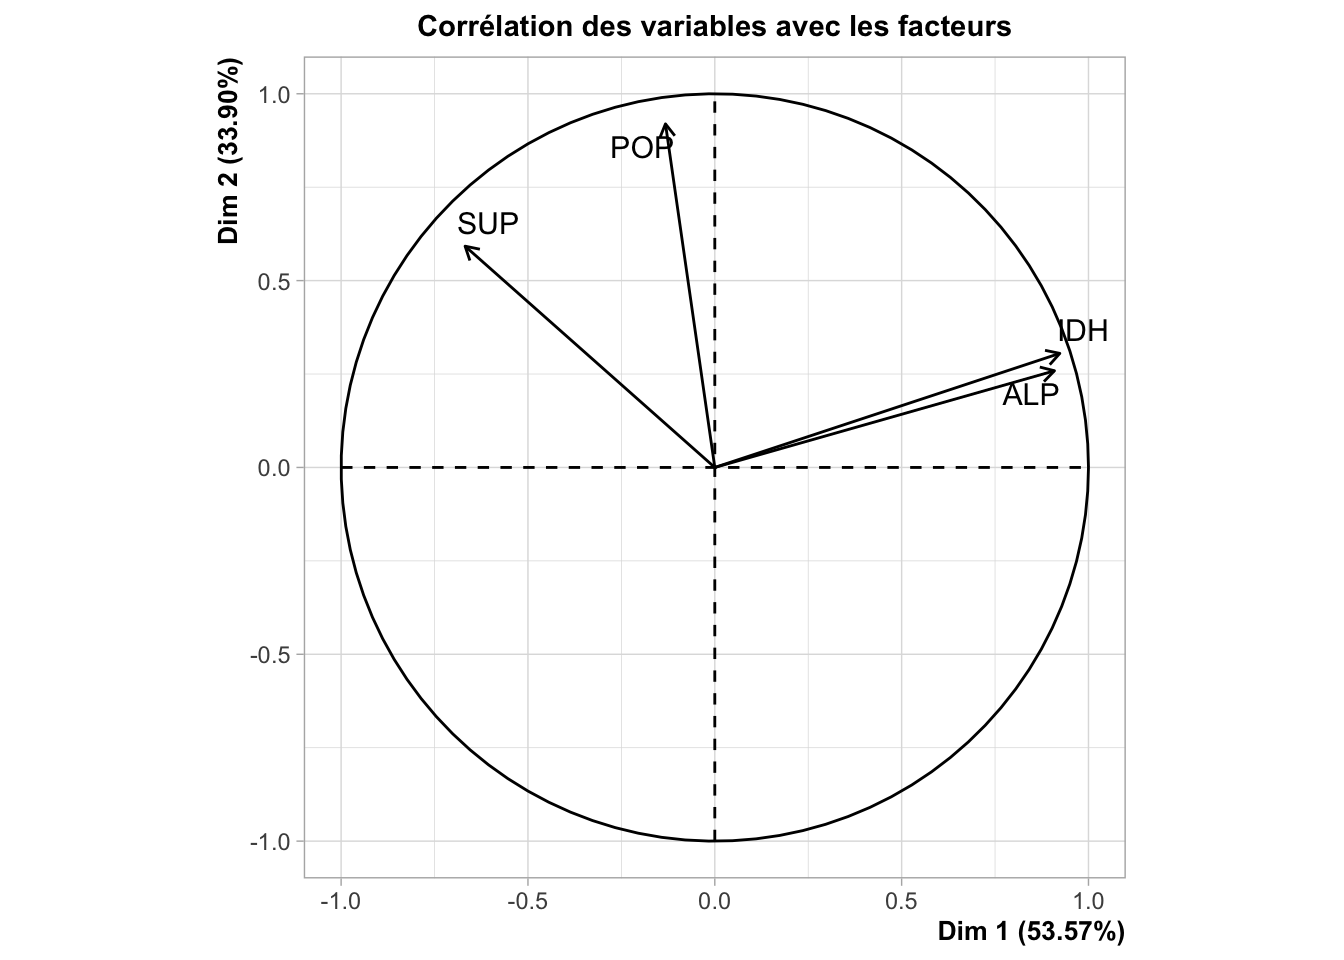 Corrélation des variables avec les facteurs
Dim 2 (33.90%)
1.0
0.5
0.0
-0.5
-1.0
POP
SUP
IDH
ALP
-1.0
-0.5
0.0
0.5
1.0
Dim 1 (53.57%)